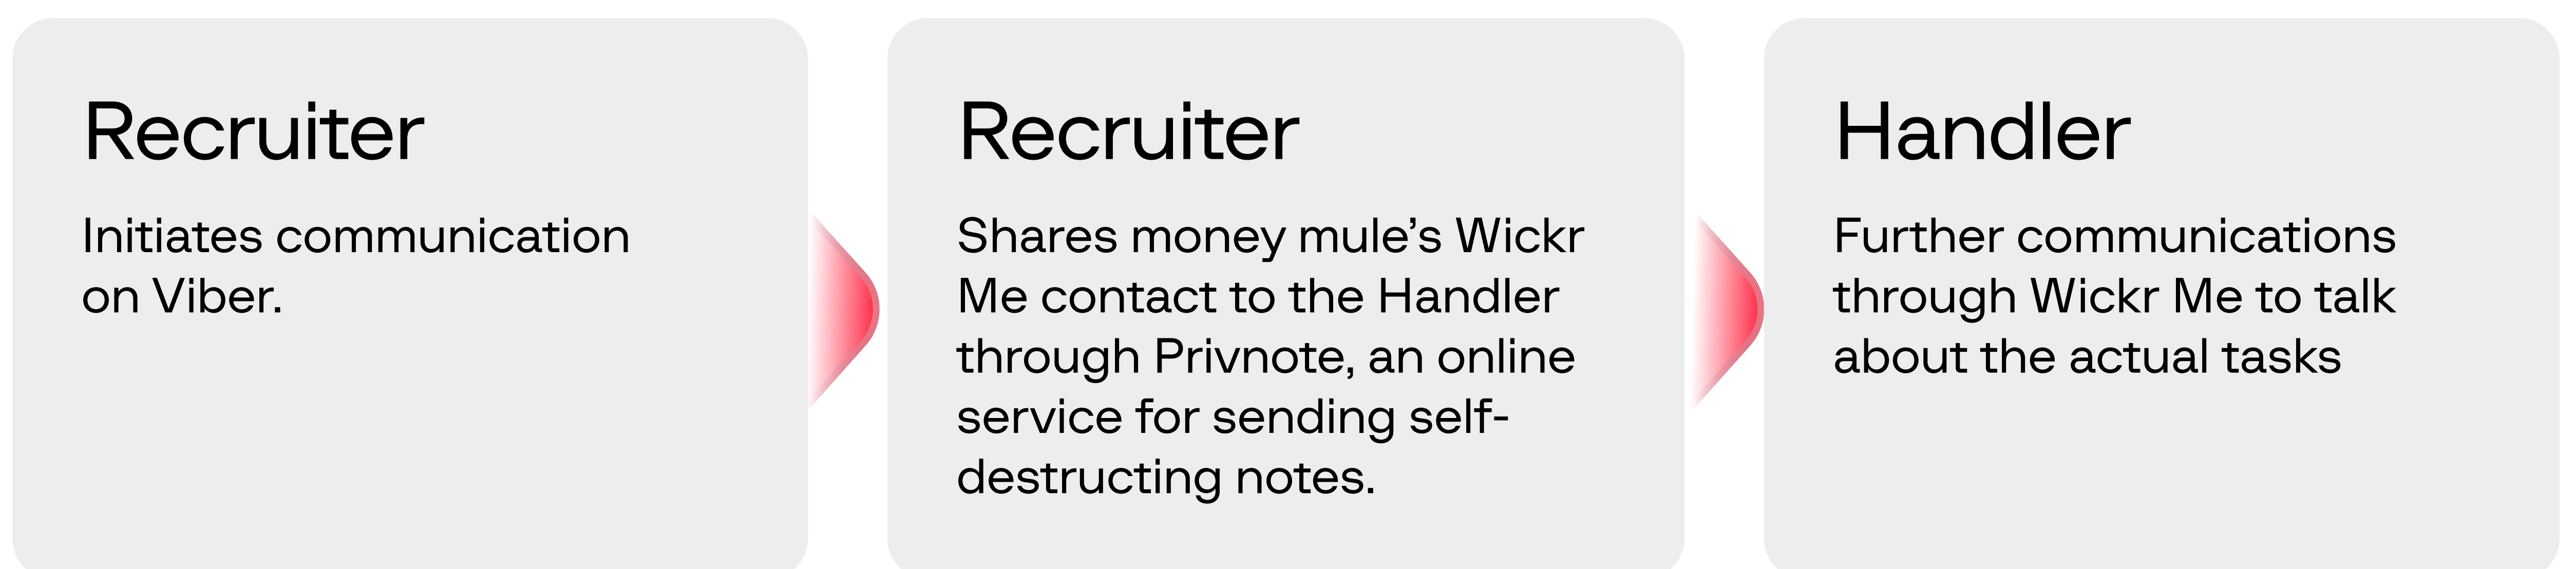 Recruiter
Initiates communication
on Viber.
Recruiter
Shares money mule’s Wickr
Me contact to the Handler
through Privnote, an online
service for sending self-
destructing notes.
Handler
Further communications
through Wickr Me to talk
about the actual tasks